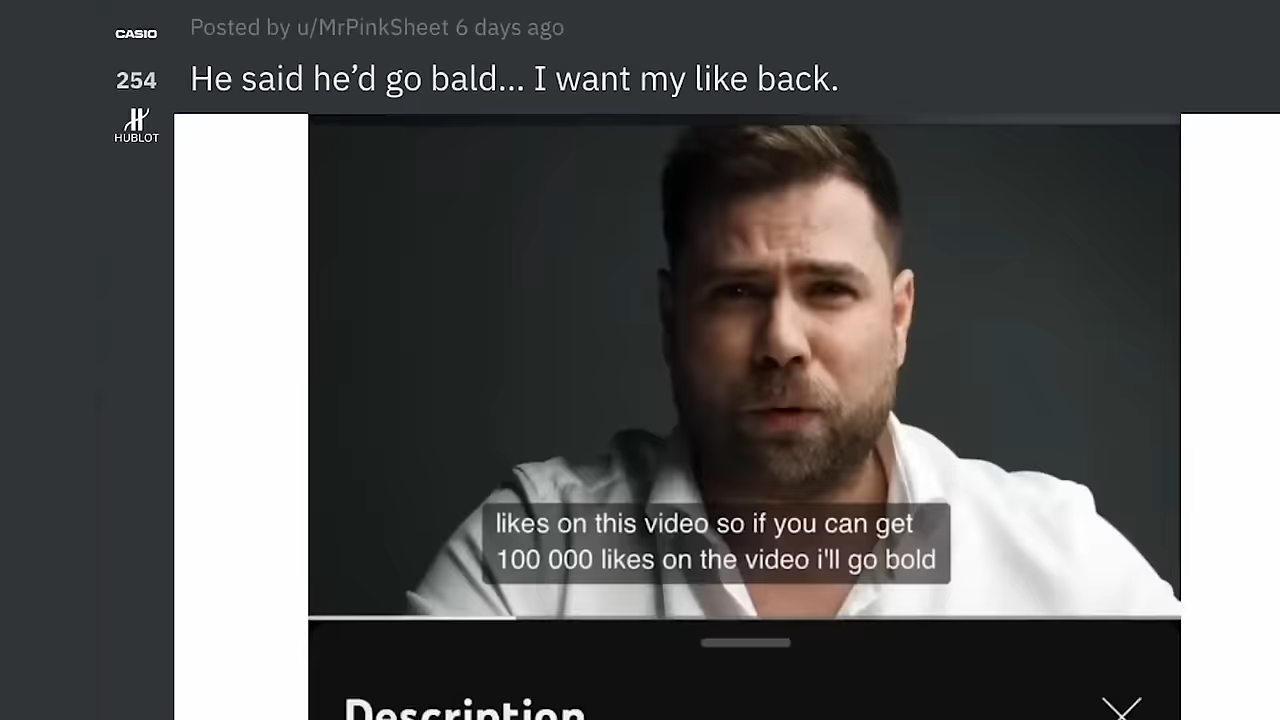 CASIO
Posted by u/MrPinkSheet 6 days ago
254
He said he’d go bald... I want my like back.
HUBLOT
likes on this video so if you can get
100 000 likes on the video i'll go bold
Description